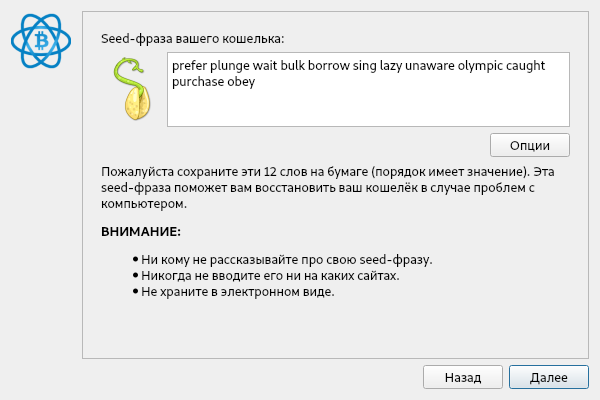 Seed-фраза вашего кошелька:
prefer plunge wait bulk borrow sing lazy unaware olympic caught
purchase obey
Опции
Пожалуйста сохраните эти 12 слов на бумаге (порядок имеет значение). Эта
seed-фраза поможет вам восстановить ваш кошелёк в случае проблем с
компьютером.
ВНИМАНИЕ:
• Ни кому не рассказывайте про свою seed-фразу.
• Никогда не вводите его ни на каких сайтах.
• Не храните в электронном виде.
Назад
Далее